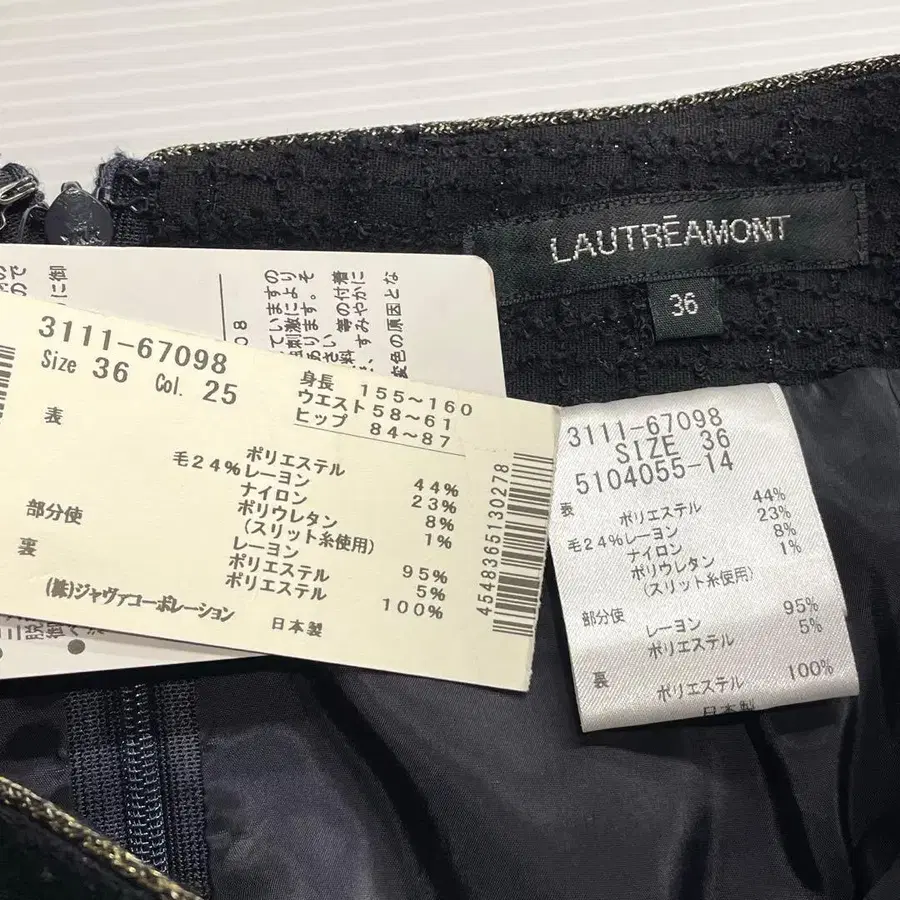 LAUTRĒAMONT
36
3111-67098
Size 36 Col. 25
身長 155~160
ウエスト 58~61
ヒップ 84~87
表
ポリエステル 44%
毛24%レーヨン 23%
ナイロン 8%
ポリウレタン 1%
(スリット糸使用)
部分使
レーヨン 95%
ポリエステル 5%
裏
ポリエステル 100%
(株)ジャヴァコーポレーション
日本製
4548365130278
3111-67098
SIZE 36
5104055-14
表
ポリエステル 44%
毛24%レーヨン 23%
ナイロン 8%
ポリウレタン 1%
(スリット糸使用)
部分使
レーヨン 95%
ポリエステル 5%
裏
ポリエステル 100%
日本製